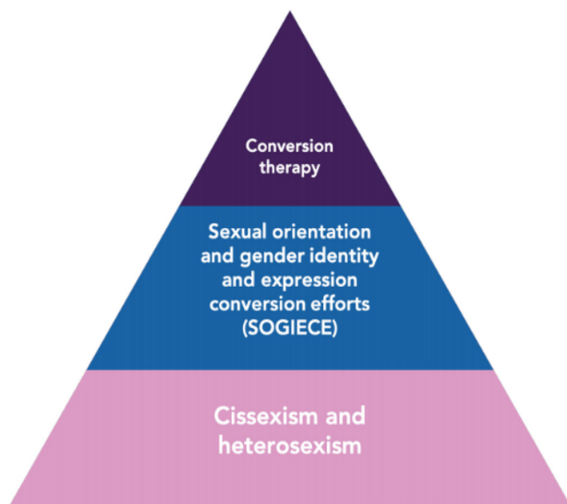 Conversion
therapy
Sexual orientation
and gender identity
and expression
conversion efforts
(SOGIECE)
Cissexism and
heterosexism